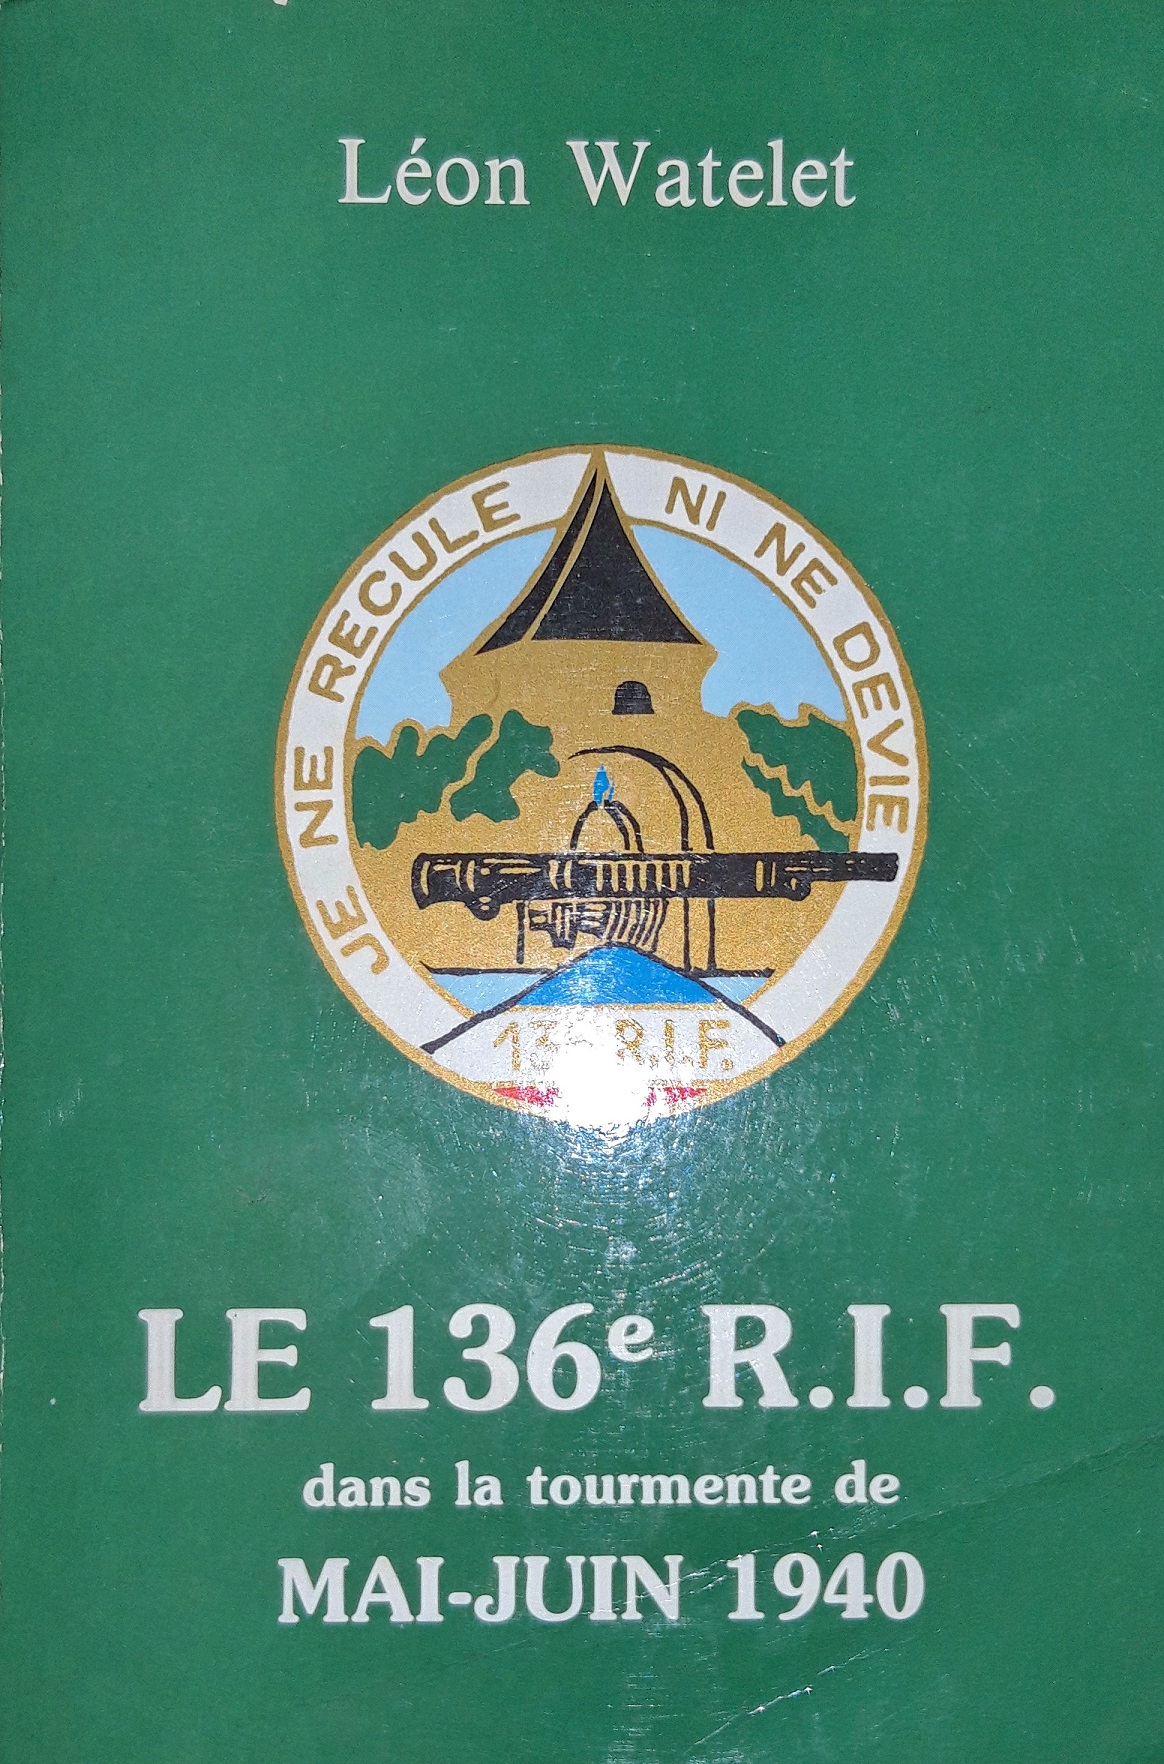 Léon Watelet
JE NE RECULE NI NE DEVIE
R.I.F.
LE 136e R.I.F.
dans la tourmente de
MAI-JUIN 1940